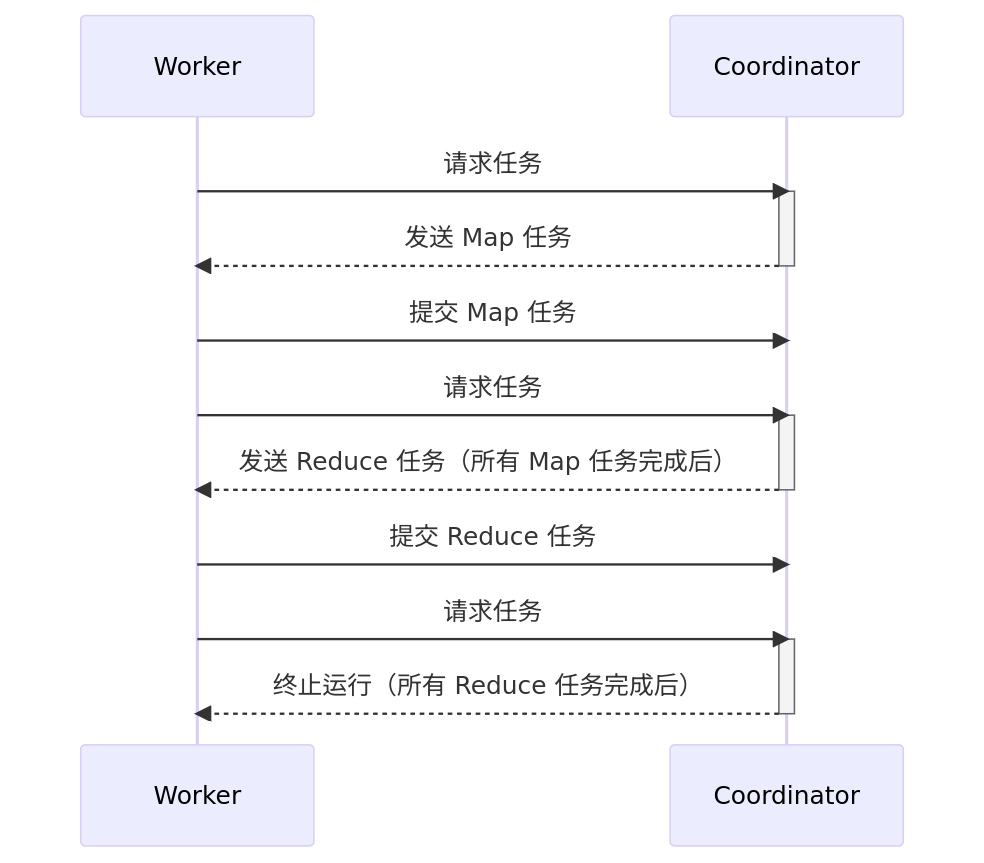 Worker
Coordinator
请求任务
发送 Map 任务
提交 Map 任务
请求任务
发送 Reduce 任务（所有 Map 任务完成后）
提交 Reduce 任务
请求任务
终止运行（所有 Reduce 任务完成后）
Worker
Coordinator